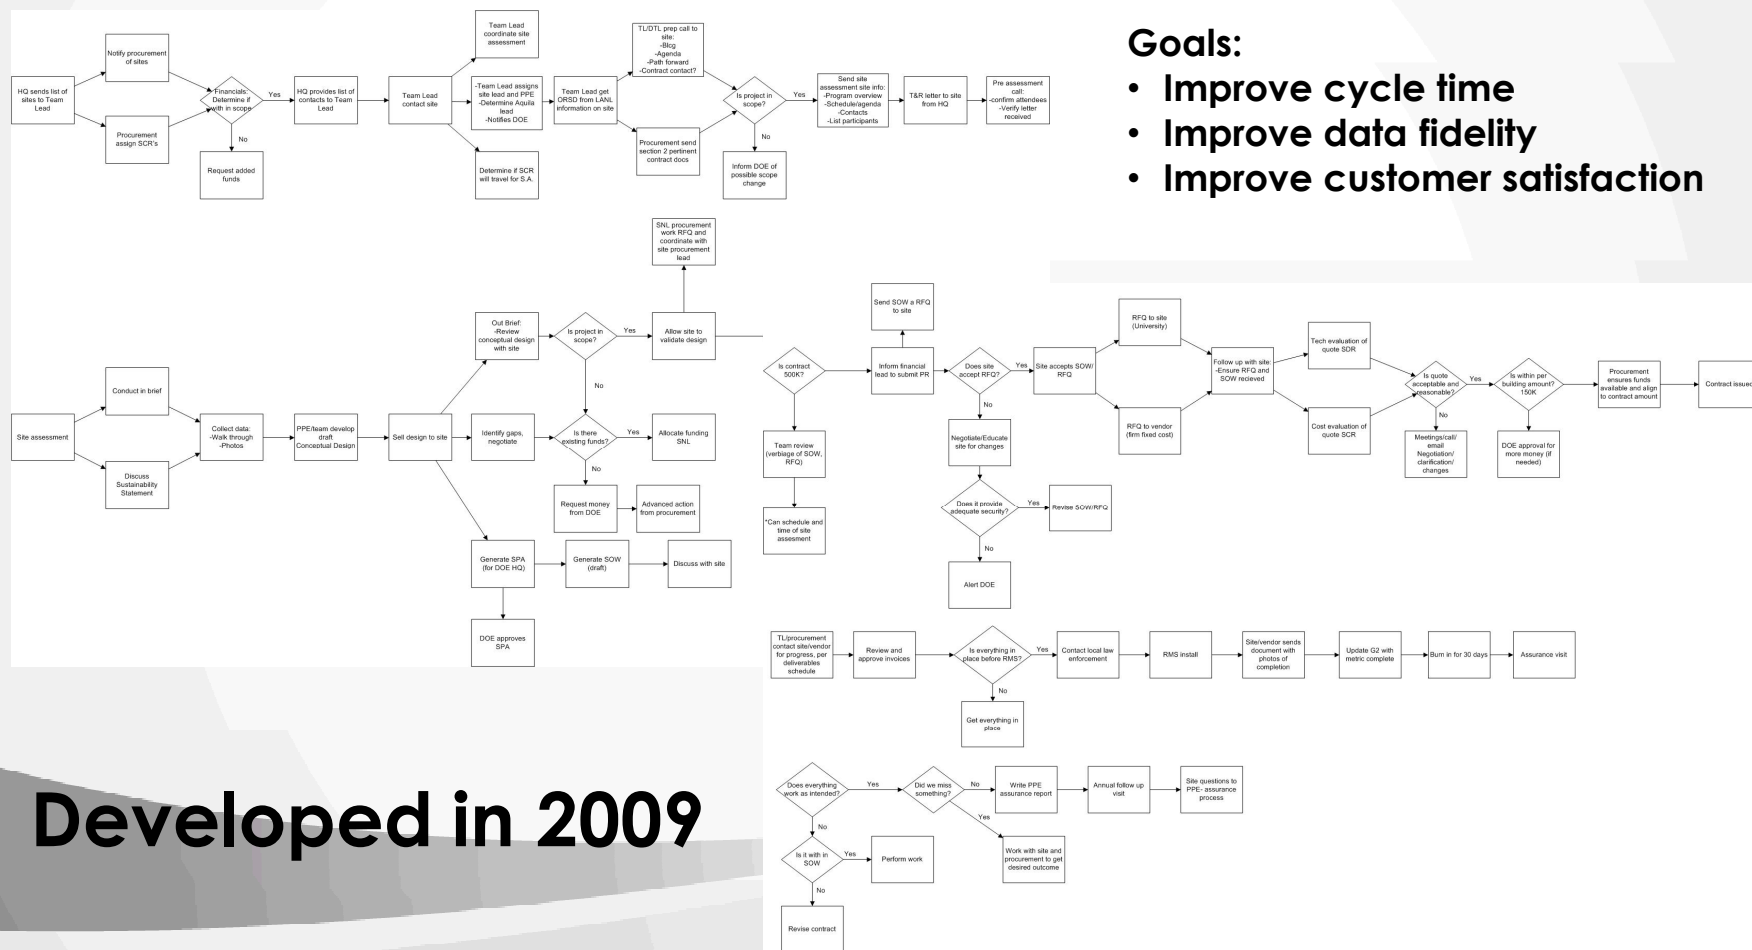 Goals:
• Improve cycle time
• Improve data fidelity
• Improve customer satisfaction
HQ sends list of
sites to Team
Lead
Notify procurement
of sites
Procurement
assign SCR's
Financials:
Determine if
with in scope
Yes
No
Request added
funds
HQ provides list of
contacts to Team
Lead
Team Lead
contact site
Team Lead
coordinate site
assessment
-Team Lead assigns
site lead and PPE
-Determine Aquila
lead
-Notifies DOE
Determine if SCR
will travel for S.A.
Team Lead get
ORSD from LANL
information on site
TL/DTL prep call to
site:
-Blcg
-Agenda
-Path forward
-Contract contact?
Procurement send
section 2 pertinent
contract docs
Is project in
scope?
Yes
No
Inform DOE of
possible scope
change
Send site
assessment site info:
-Program overview
-Schedule/agenda
-Contacts
-List participants
T&R letter to site
from HQ
Pre assessment
call:
-confirm attendees
-Verify letter
received
Site assessment
Conduct in brief
Discuss
Sustainability
Statement
Collect data:
-Walk through
-Photos
PPE/team develop
draft
Conceptual Design
Sell design to site
Out Brief:
-Review
conceptual design
with site
Is project in
scope?
Yes
No
Allow site to
validate design
SNL procurement
work RFQ and
coordinate with
site procurement
lead
Identify gaps,
negotiate
Is there
existing funds?
Yes
No
Allocate funding
SNL
Request money
from DOE
Advanced action
from procurement
Generate SPA
(for DOE HQ)
Generate SOW
(draft)
Discuss with site
DOE approves
SPA
Is contract
500K?
Team review
(verbiage of SOW,
RFQ)
*Can schedule and
time of site
assesment
Inform financial
lead to submit PR
Send SOW a RFQ
to site
Does site
accept RFQ?
Yes
No
Negotiate/Educate
site for changes
Does it provide
adequate security?
Yes
No
Revise SOW/RFQ
Alert DOE
Site accepts SOW/
RFQ
RFQ to site
(University)
RFQ to vendor
(firm fixed cost)
Follow up with site:
-Ensure RFQ and
SOW recieved
Tech evaluation of
quote SDR
Cost evaluation of
quote SCR
Is quote
acceptable and
reasonable?
Yes
No
Meetings/call/
email
Negotiation/
clarification/
changes
Is within per
building amount?
150K
DOE approval for
more money (if
needed)
Procurement
ensures funds
available and align
to contract amount
Contract issued
TL/procurement
contact site/vendor
for progress, per
deliverables
schedule
Review and
approve invoices
Is everything in
place before RMS?
Yes
No
Get everything in
place
Contact local law
enforcement
RMS install
Site/vendor sends
document with
photos of
completion
Update G2 with
metric complete
Burn in for 30 days
Assurance visit
Does everything
work as intended?
Yes
No
Did we miss
something?
No
Yes
Write PPE
assurance report
Annual follow up
visit
Site questions to
PPE- assurance
process
Work with site and
procurement to get
desired outcome
Is it with in
SOW
Yes
No
Perform work
Revise contract
Developed in 2009